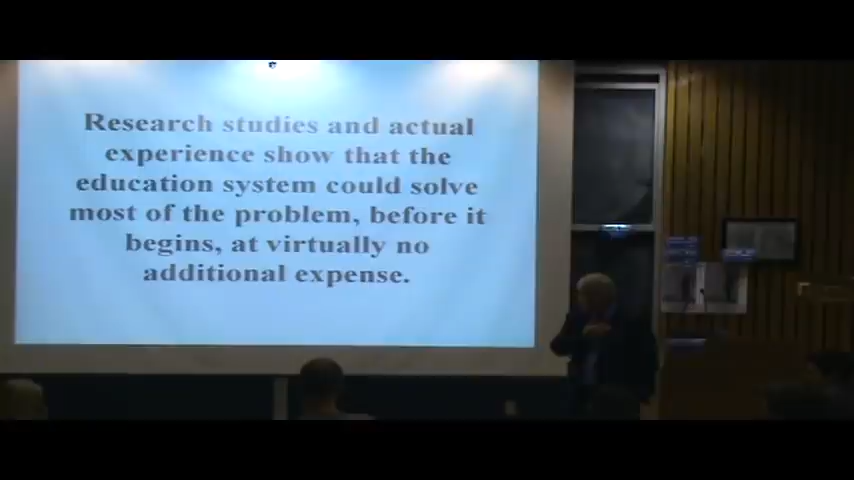 Research studies and actual
experience show that the
education system could solve
most of the problem, before it
begins, at virtually no
additional expense.